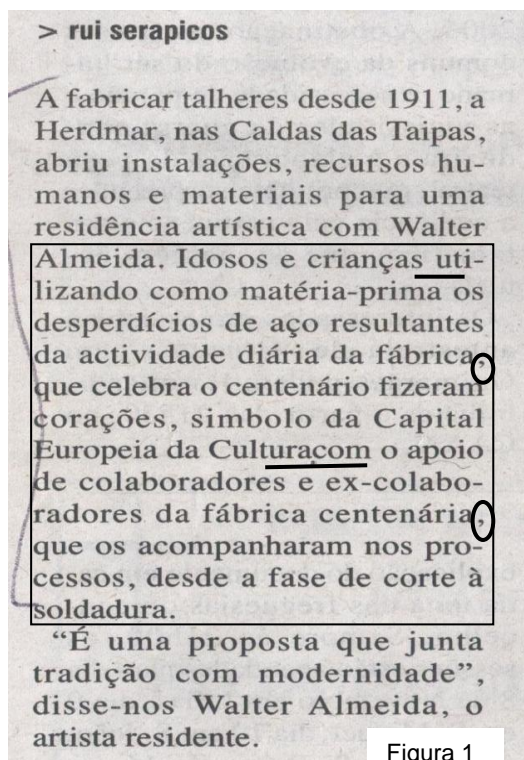 > rui serapicos
A fabricar talheres desde 1911, a
Herdmar, nas Caldas das Taipas,
abriu instalações, recursos hu-
manos e materiais para uma
residência artística com Walter
Almeida. Idosos e crianças uti-
lizando como matéria-prima os
desperdícios de aço resultantes
da actividade diária da fábrica,
que celebra o centenário fizeram
corações, simbolo da Capital
Europeia da Culturaçom o apoio
de colaboradores e ex-colabo-
radores da fábrica centenária,
que os acompanharam nos pro-
cessos, desde a fase de corte à
soldadura.
“É uma proposta que junta
tradição com modernidade”,
disse-nos Walter Almeida, o
artista residente.
Figura 1